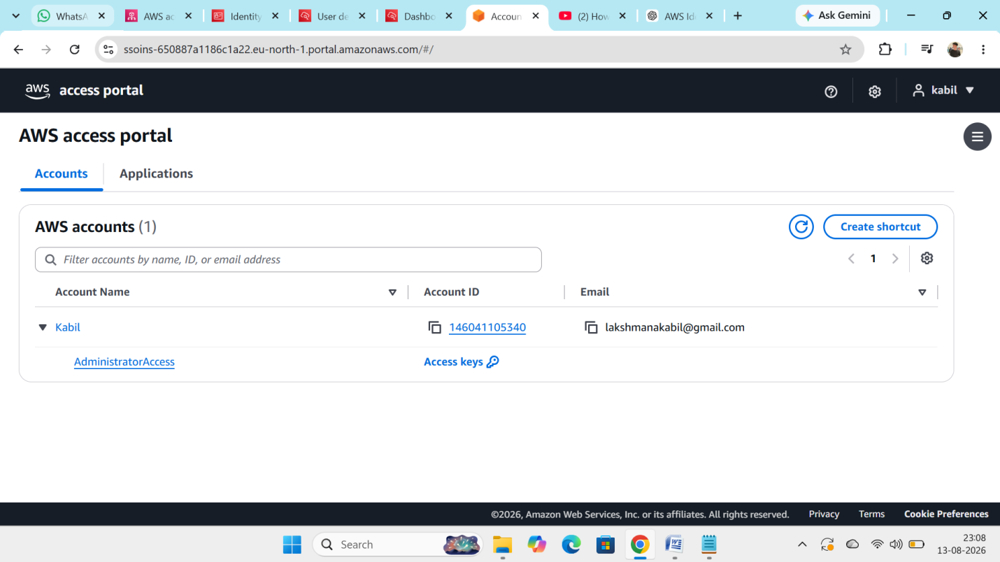 WhatsA
AWS ac
Identity
User de
Dashbo
Accoun
(2) How
AWS Id
Ask Gemini
ssoins-650887a1186c1a22.eu-north-1.portal.amazonaws.com/#/
aws access portal
kabil
AWS access portal
Accounts
Applications
AWS accounts (1)
Create shortcut
Filter accounts by name, ID, or email address
1
Account Name
Account ID
Email
Kabil
146041105340
lakshmanakabil@gmail.com
AdministratorAccess
Access keys
©2026, Amazon Web Services, Inc. or its affiliates. All rights reserved.
Privacy
Terms
Cookie Preferences
Search
23:08
13-08-2026